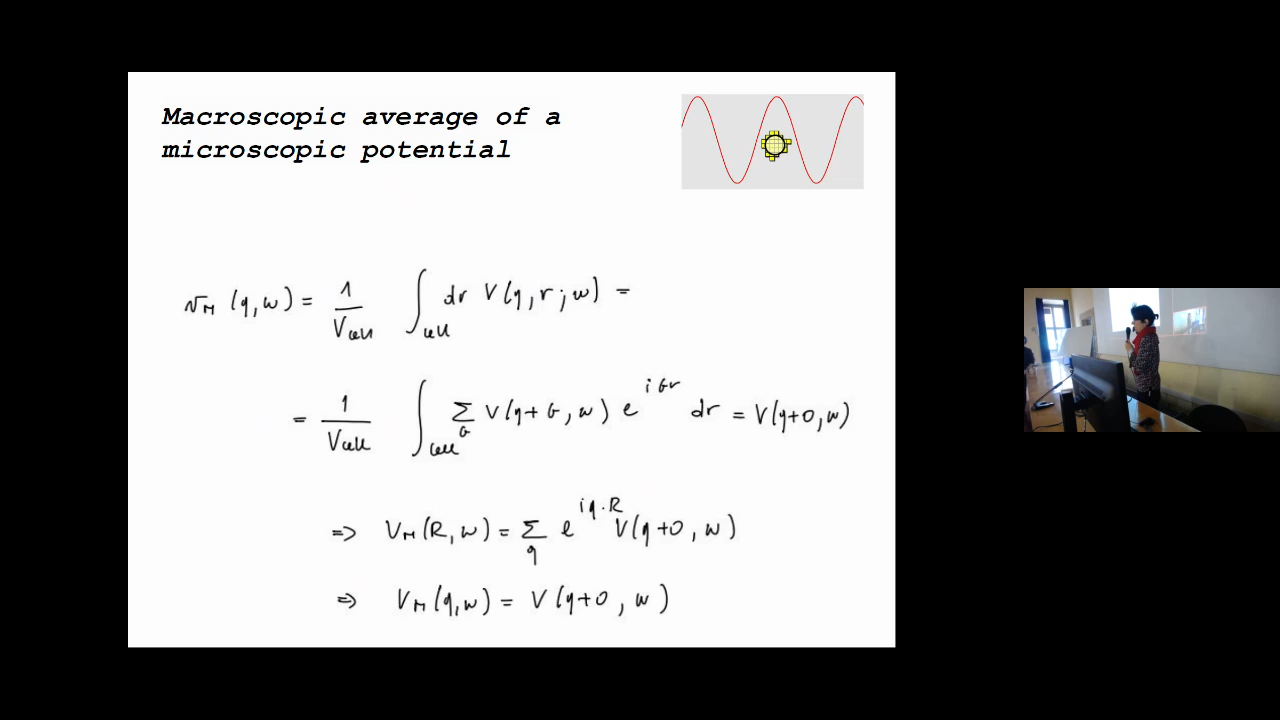 Macroscopic average of a
microscopic potential
V_M (q,w) = 1/V_cell ∫_cell dr V(q,r;w) =
= 1/V_cell ∫_cell Σ_G V(q+G,w) e^{iGr} dr = V(q+0,w)
=> V_M(R,w) = Σ_q e^{iq·R} V(q+0,w)
=> V_M(q,w) = V(q+0,w)